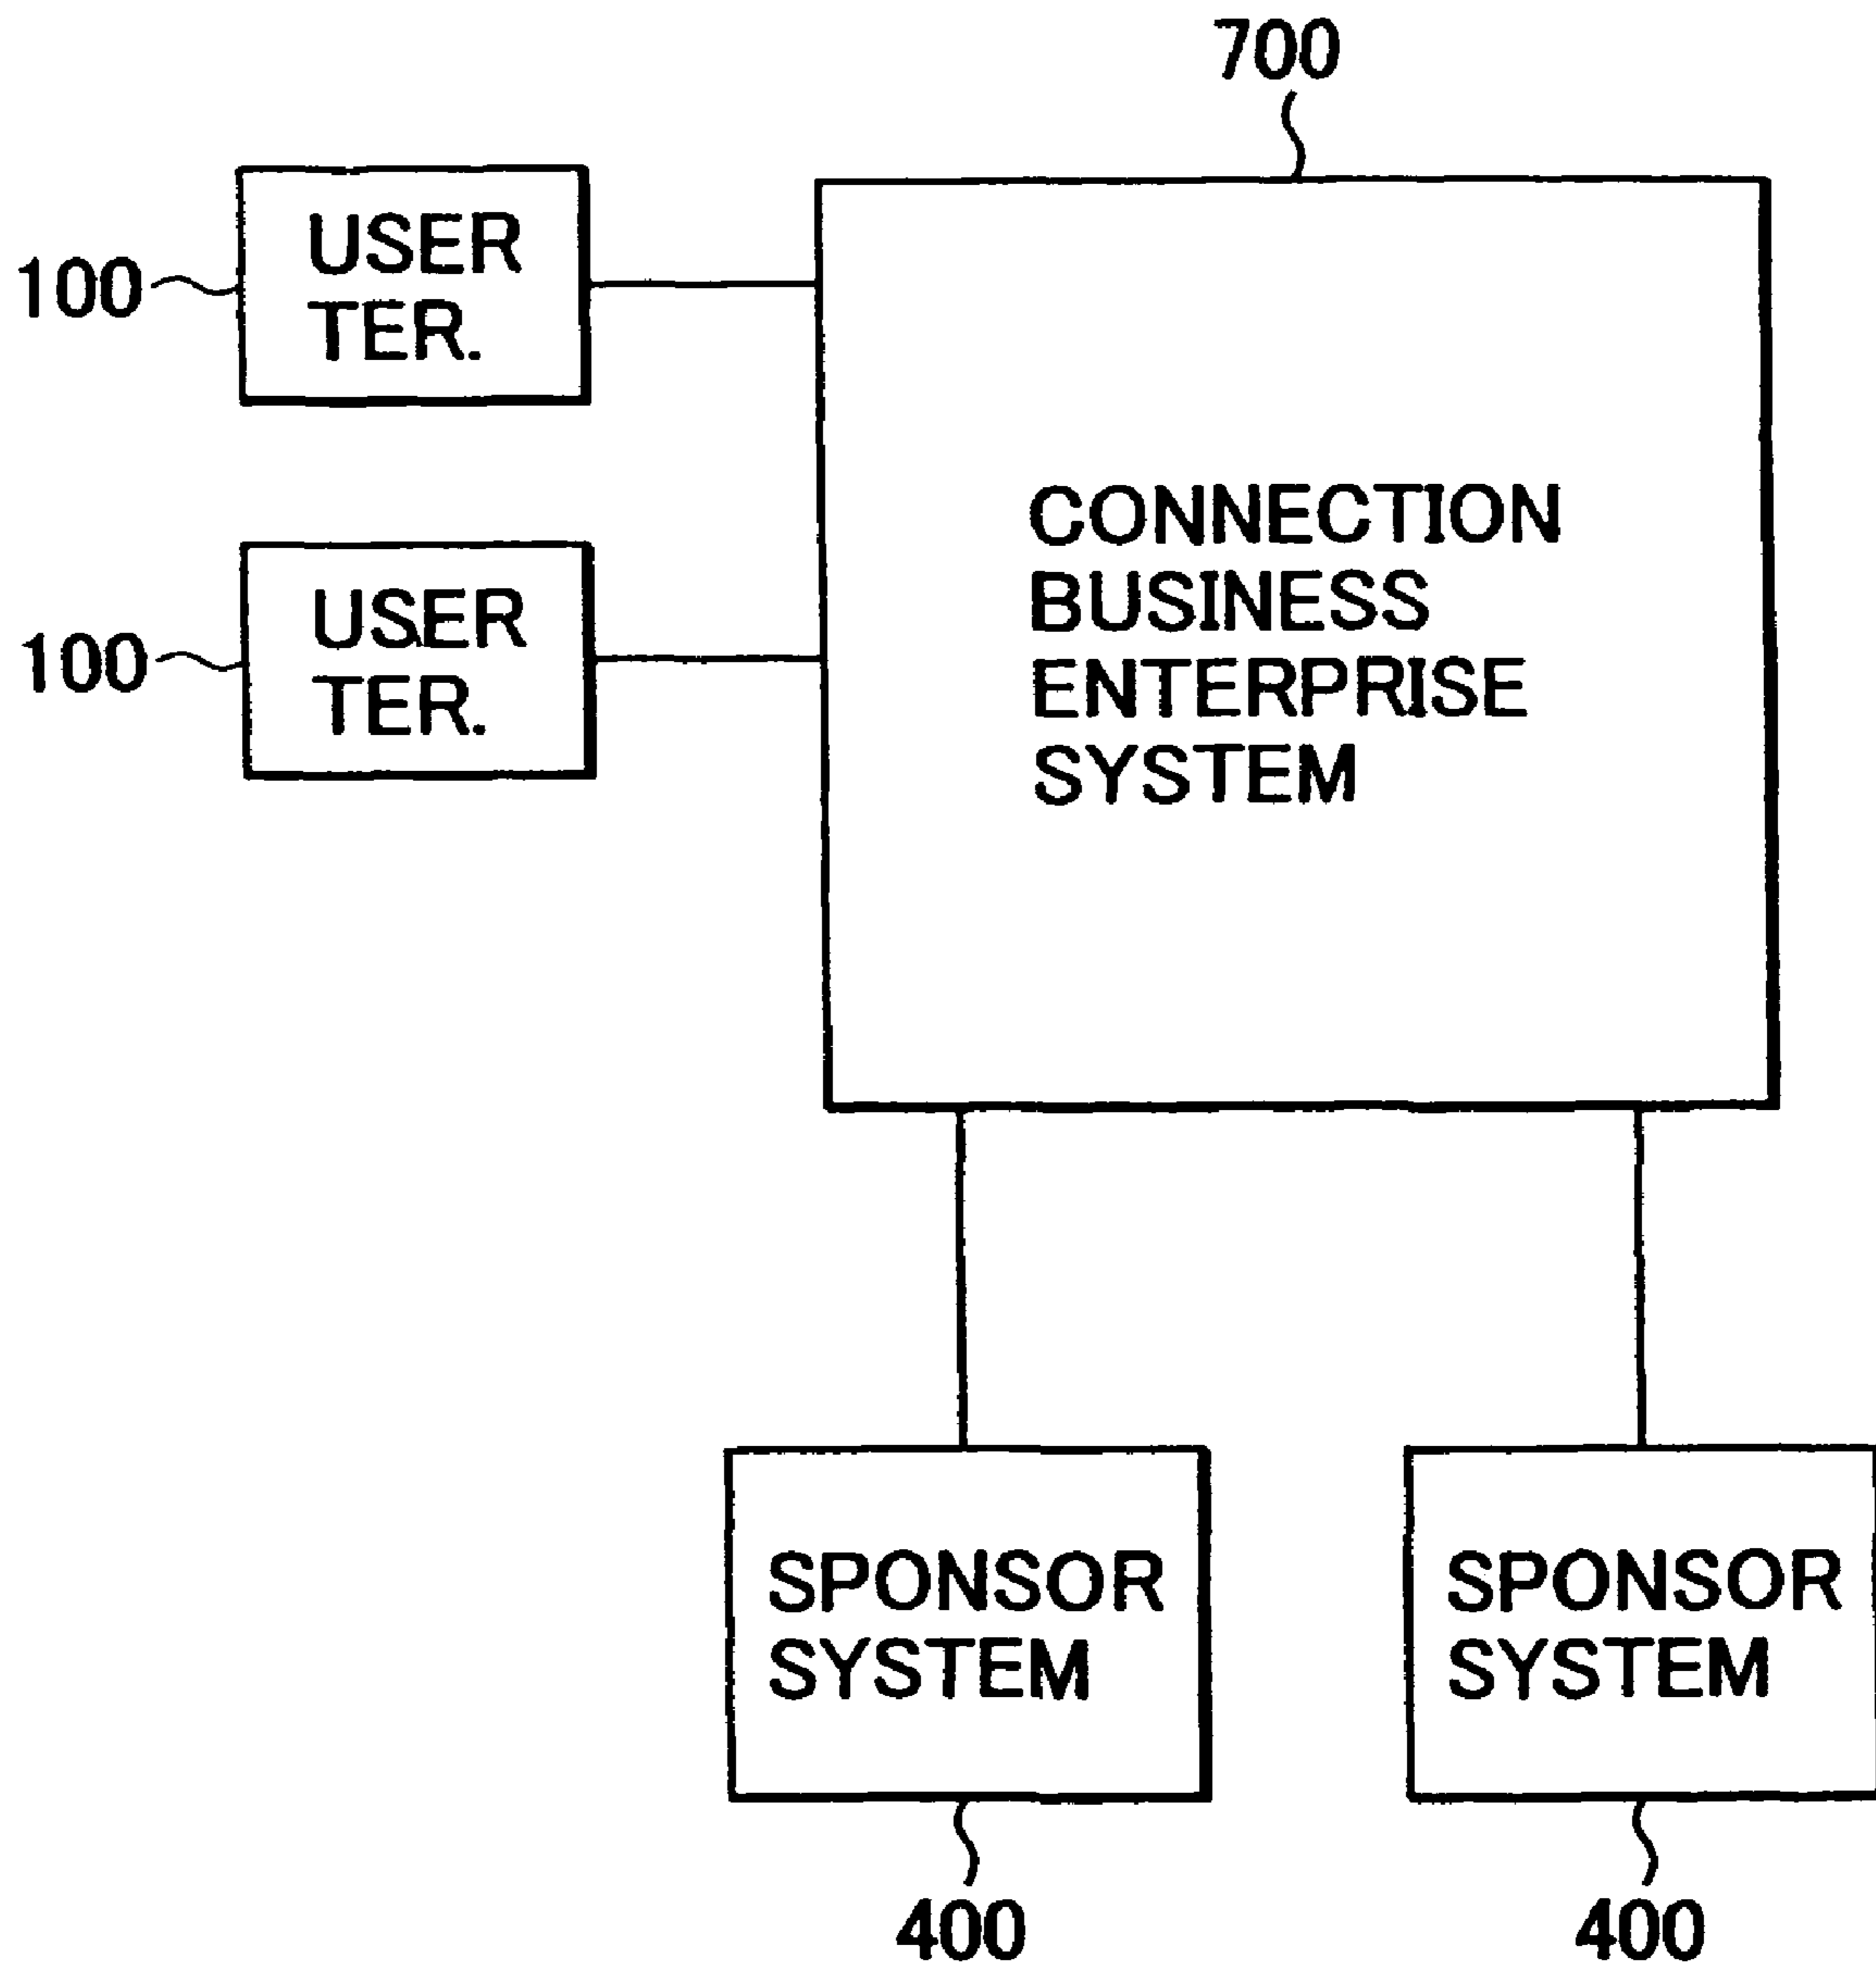 700
USER
TER.
100
USER
TER.
100
CONNECTION
BUSINESS
ENTERPRISE
SYSTEM
SPONSOR
SYSTEM
400
SPONSOR
SYSTEM
400